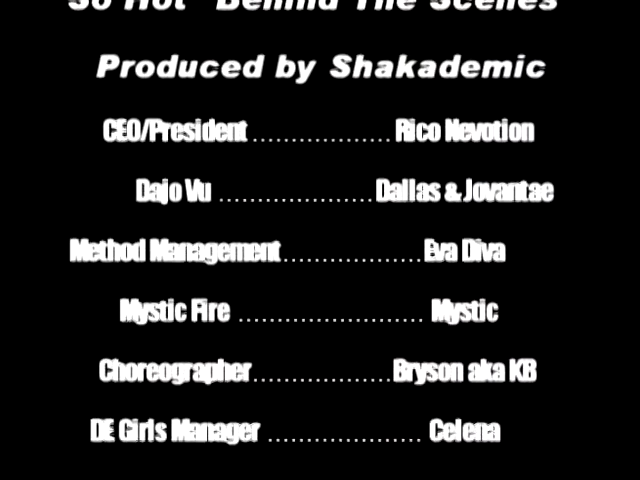 So Hot" Behind The Scenes
Produced by Shakademic
CEO/President .................. Rico Nevotion
Dajo Vu .................... Dallas & Jovantae
Method Management.................. Eva Diva
Mystic Fire ........................ Mystic
Choreographer.................. Bryson aka KB
DE Girls Manager .................... Celena